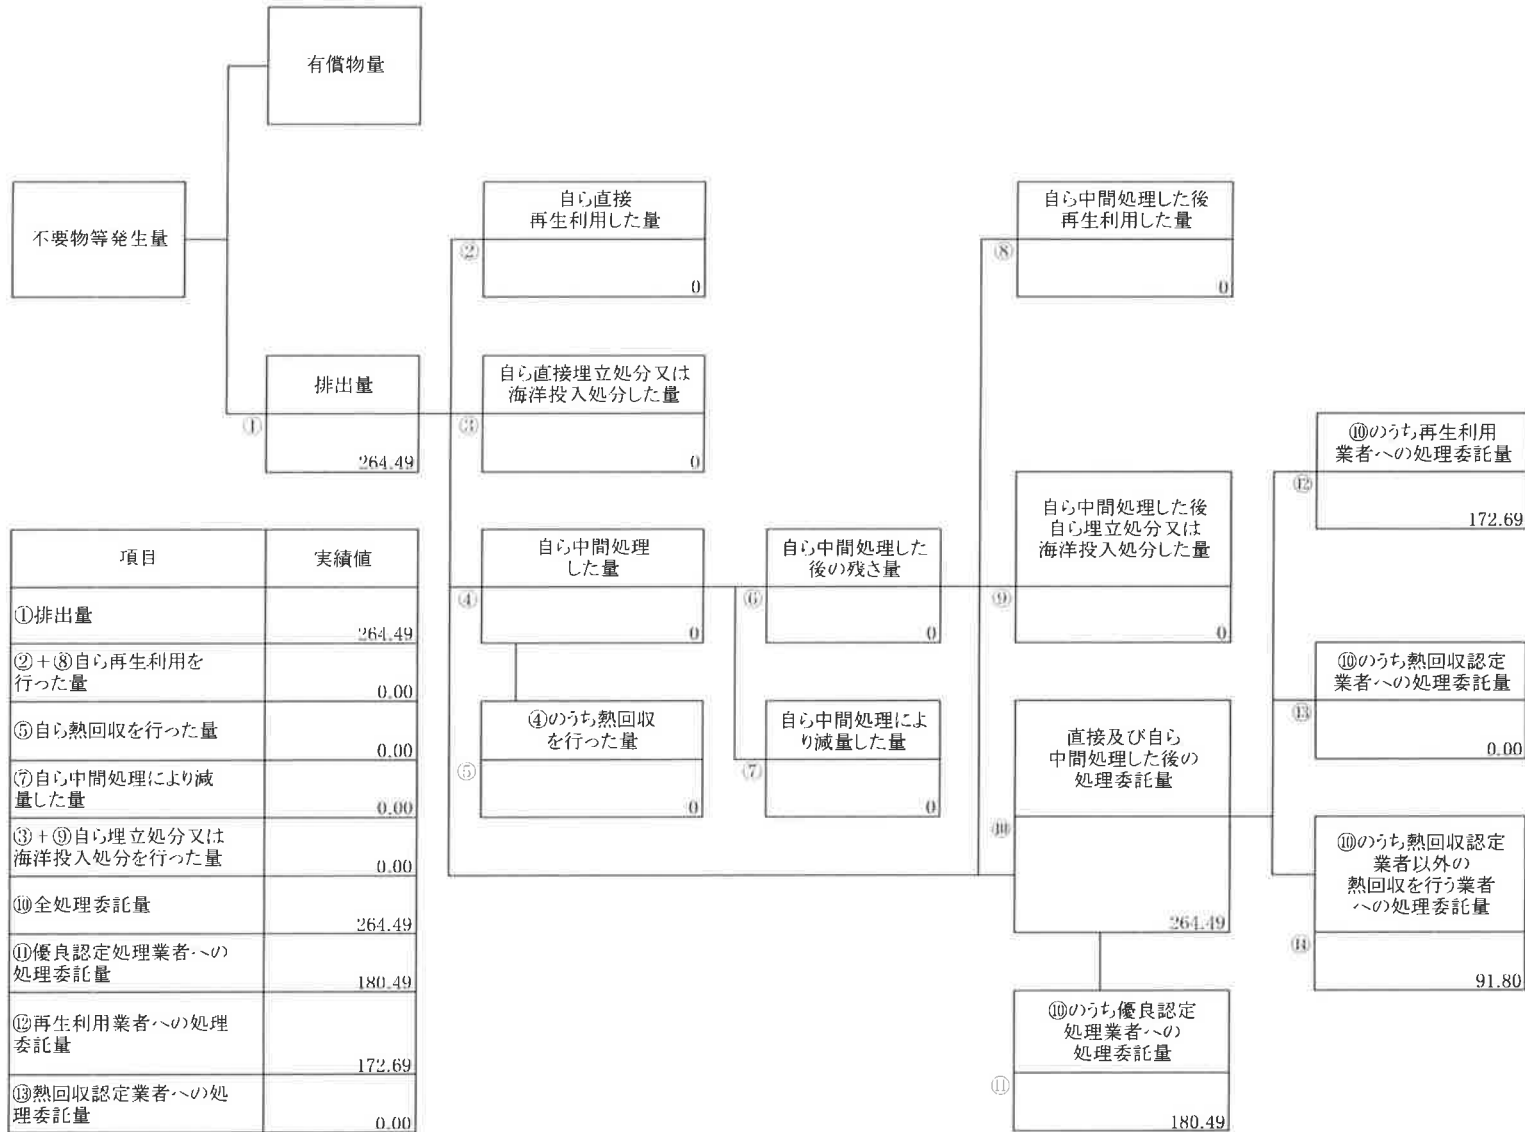 有償物量
不要物等発生量
排出量
①
264.49
自ら直接
再生利用した量
②
0
自ら直接埋立処分又は
海洋投入処分した量
③
0
自ら中間処理
した量
④
0
④のうち熱回収
を行った量
⑤
0
自ら中間処理した
後の残さ量
⑥
0
自ら中間処理によ
り減量した量
⑦
0
自ら中間処理した後
再生利用した量
⑧
0
自ら中間処理した後
自ら埋立処分又は
海洋投入処分した量
⑨
0
直接及び自ら
中間処理した後の
処理委託量
⑩
264.49
⑩のうち優良認定
処理業者への
処理委託量
⑪
180.49
⑩のうち再生利用
業者への処理委託量
⑫
172.69
⑩のうち熱回収認定
業者への処理委託量
⑬
0.00
⑩のうち熱回収認定
業者以外の
熱回収を行う業者
への処理委託量
⑭
91.80
項目 実績値
①排出量
264.49
②+⑧自ら再生利用を
行った量
0.00
⑤自ら熱回収を行った量
0.00
⑦自ら中間処理により減
量した量
0.00
③+⑨自ら埋立処分又は
海洋投入処分を行った量
0.00
⑩全処理委託量
264.49
⑪優良認定処理業者への
処理委託量
180.49
⑫再生利用業者への処理
委託量
172.69
⑬熱回収認定業者への処
理委託量
0.00